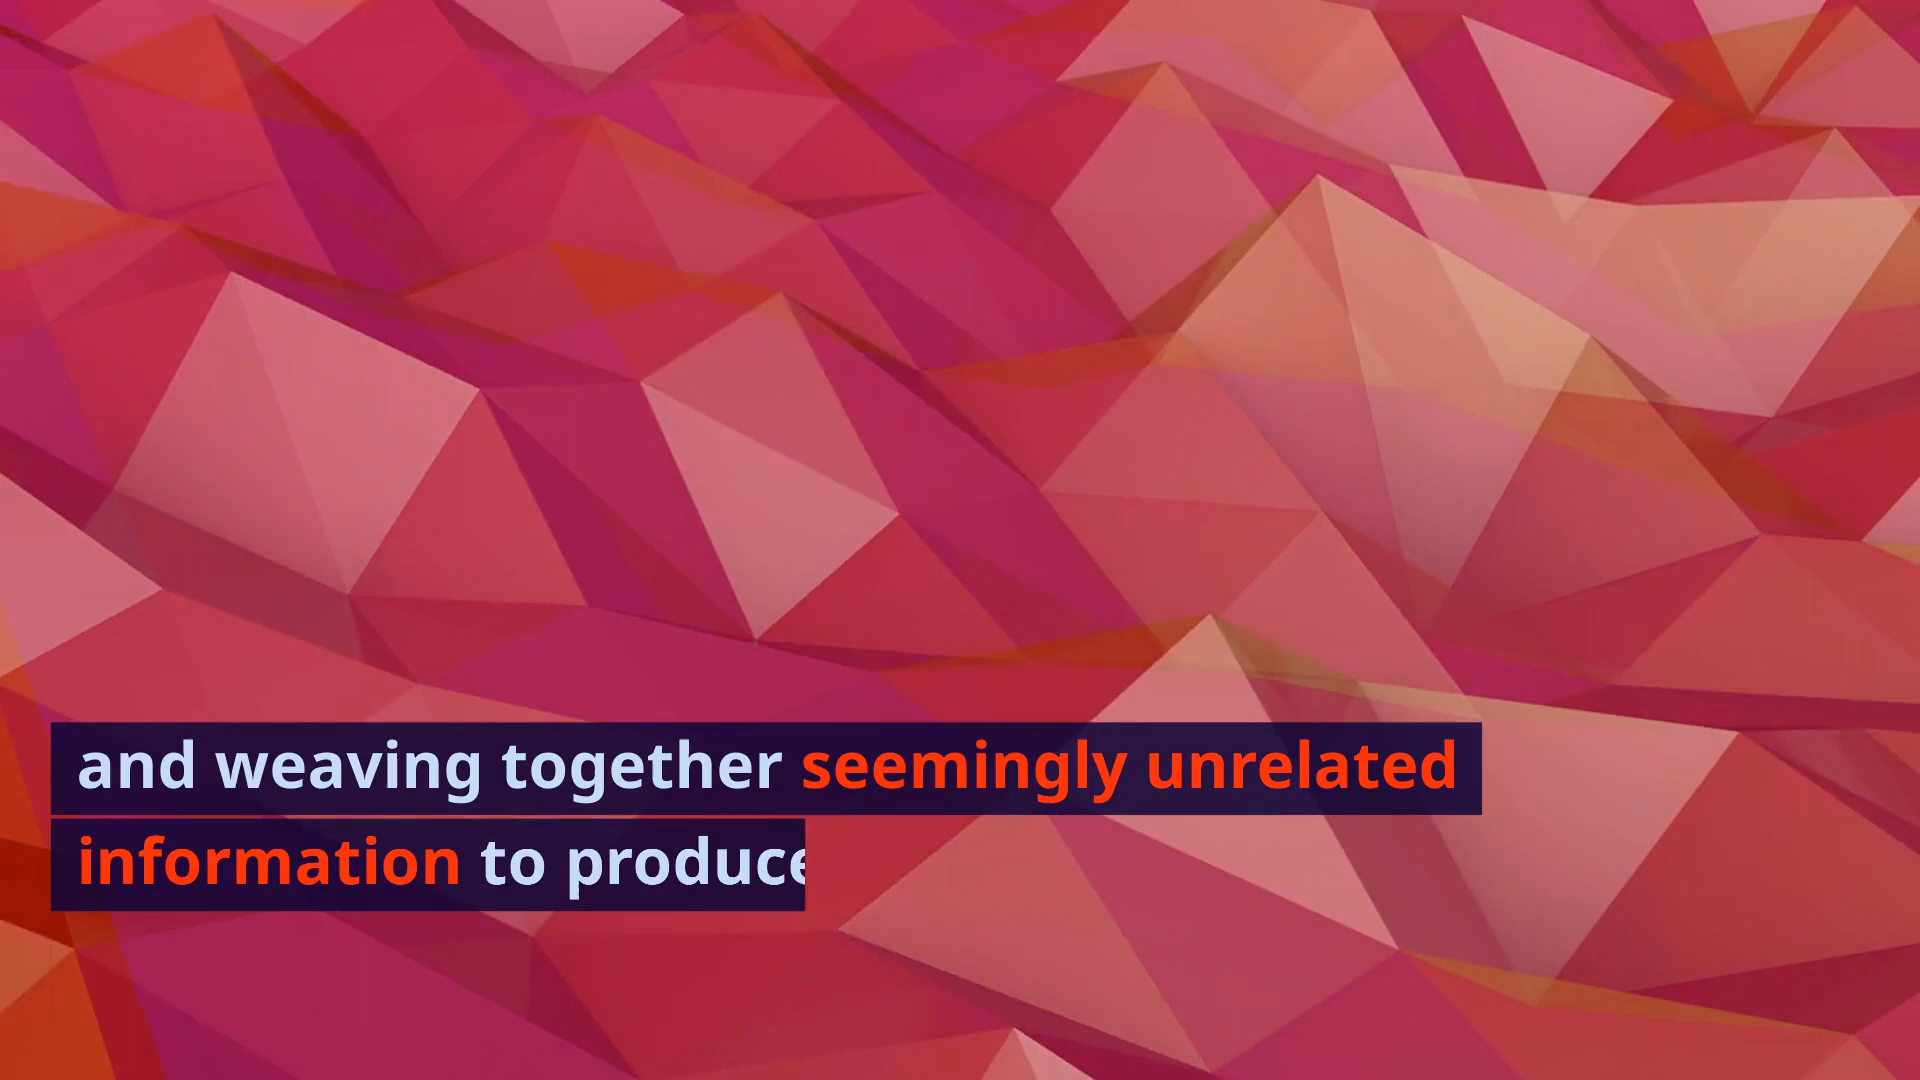 and weaving together seemingly unrelated
information to produce